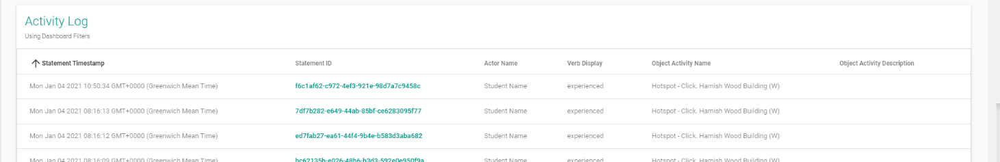 Activity Log
Using Dashboard Filters
Statement Timestamp Statement ID Actor Name Verb Display Object Activity Name Object Activity Description
Mon Jan 04 2021 10:50:34 GMT+0000 (Greenwich Mean Time) f6c1af62-c972-4ef3-921e-98d7a7c9458c Student Name experienced Hotspot - Click. Hamish Wood Building (W)
Mon Jan 04 2021 08:16:13 GMT+0000 (Greenwich Mean Time) 7df7b282-e649-44ab-85bf-ce6283095f77 Student Name experienced Hotspot - Click. Hamish Wood Building (W)
Mon Jan 04 2021 08:16:12 GMT+0000 (Greenwich Mean Time) ed7fab27-ea61-44f4-9b4e-b583d3aba682 Student Name experienced Hotspot - Click. Hamish Wood Building (W)
Mon Jan 04 2021 08:16:09 GMT+0000 (Greenwich Mean Time) bc62135b-e026-48b6-b3d3-592e0e950f9a Student Name experienced Hotspot - Click. Hamish Wood Building (W)